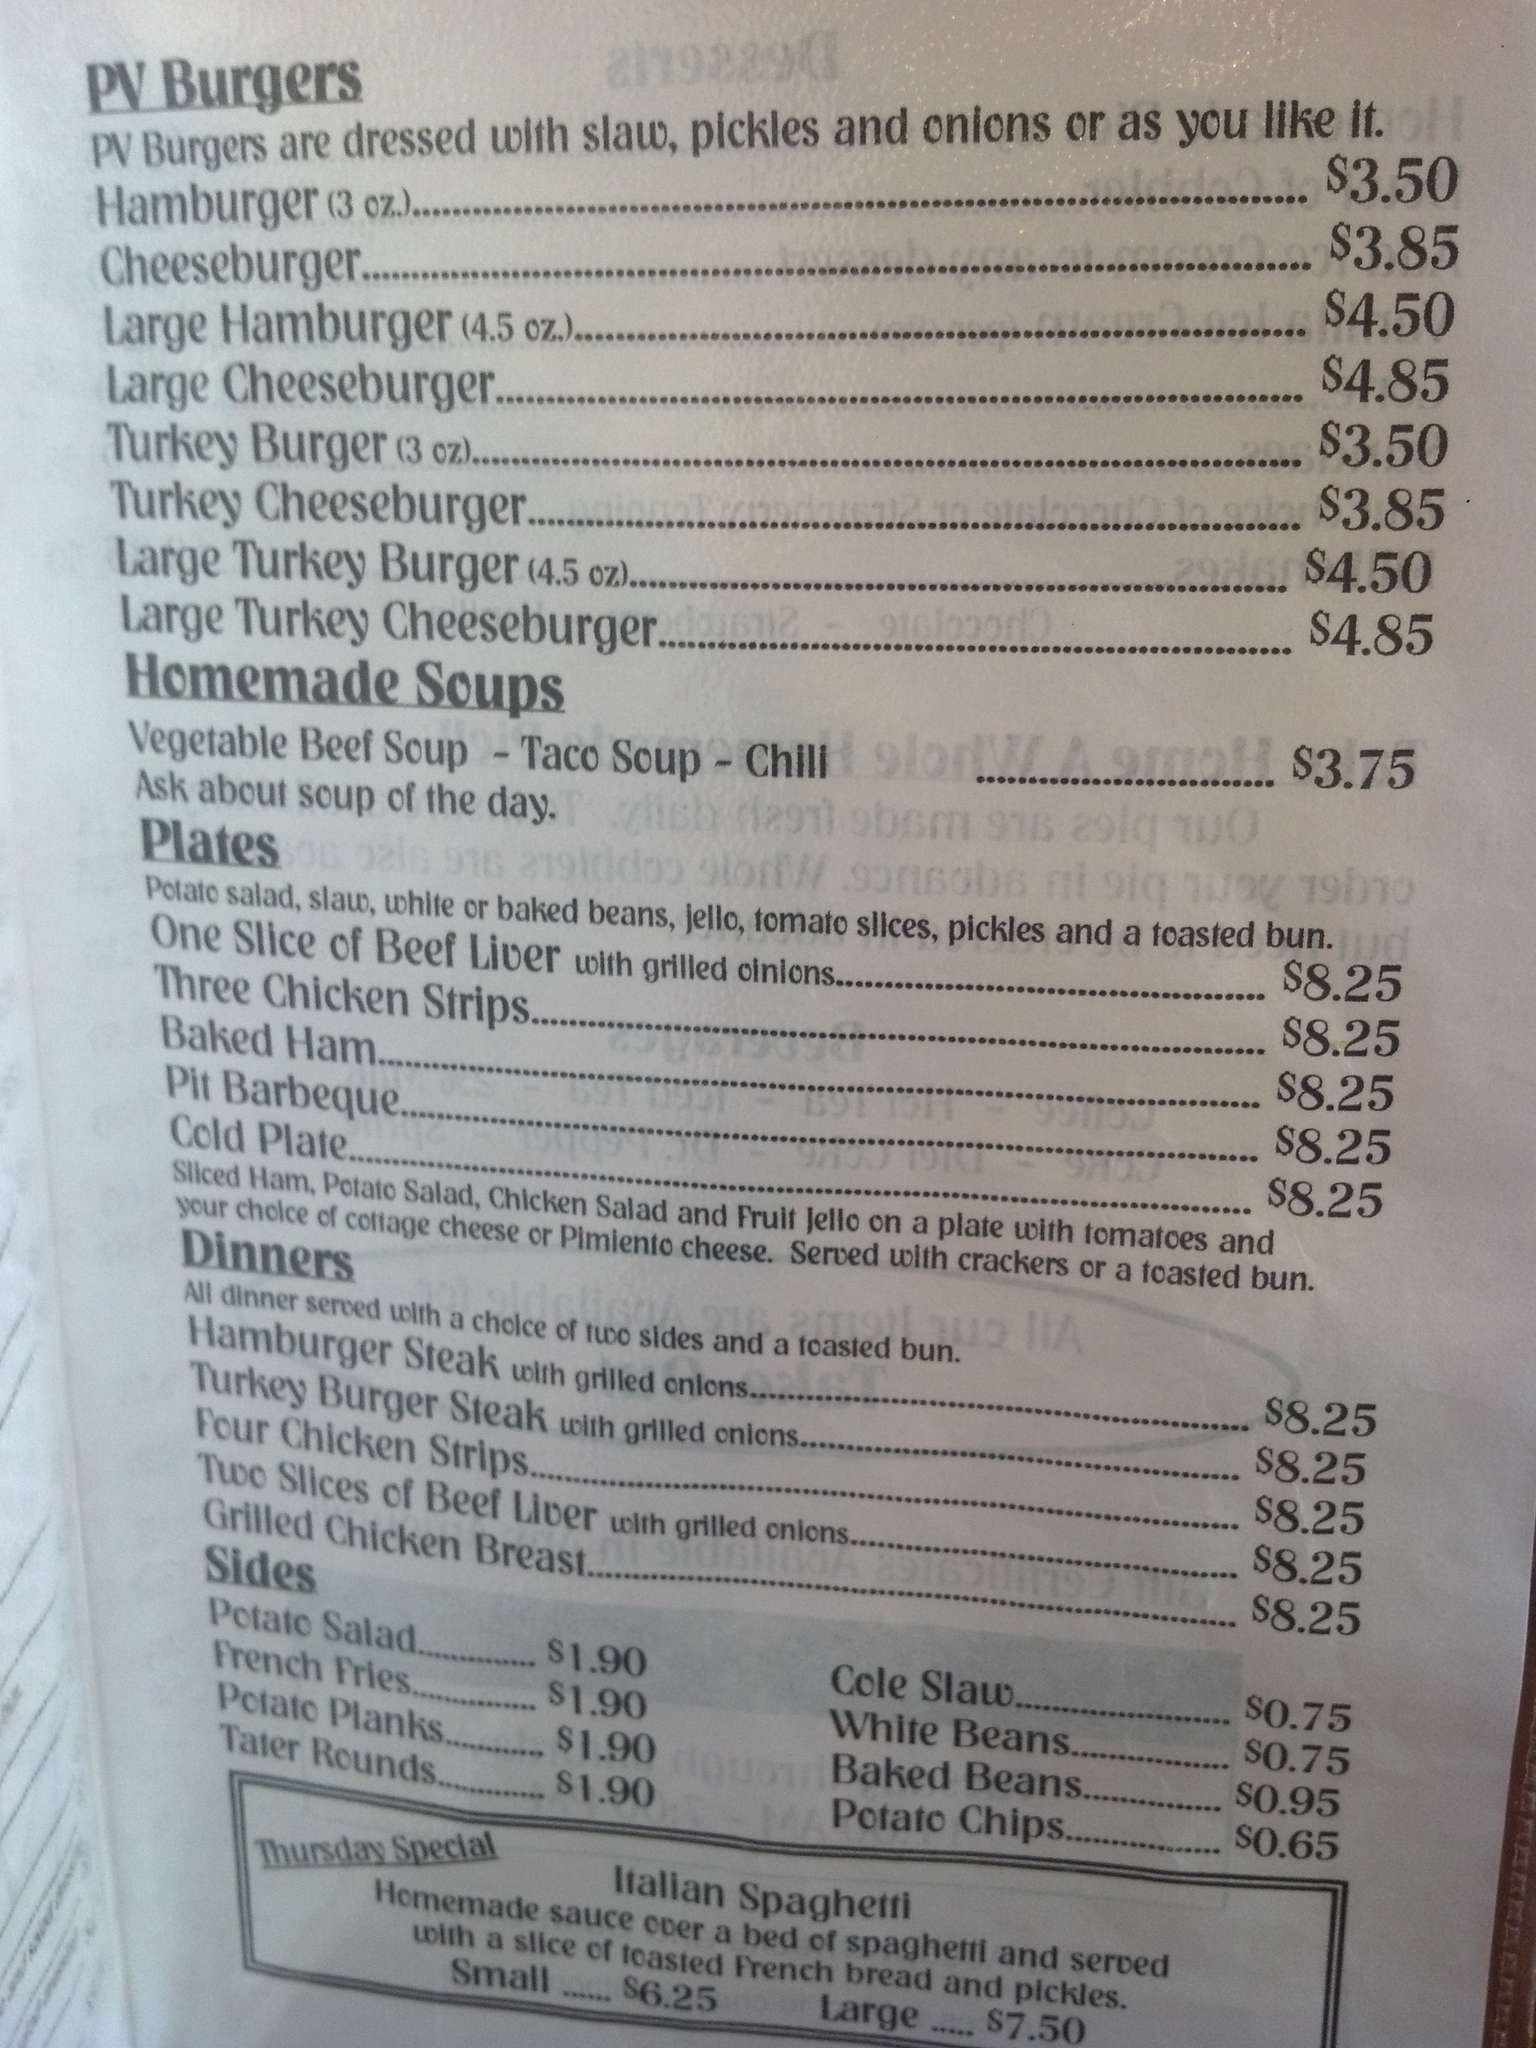 PV Burgers
PV Burgers are dressed with slaw, pickles and onions or as you like it.
Hamburger (3 oz.)........ $3.50
Cheeseburger........ $3.85
Large Hamburger (4.5 oz.)........ $4.50
Large Cheeseburger........ $4.85
Turkey Burger (3 oz)........ $3.50
Turkey Cheeseburger........ $3.85
Large Turkey Burger (4.5 oz)........ $4.50
Large Turkey Cheeseburger........ $4.85
Homemade Soups
Vegetable Beef Soup - Taco Soup - Chili ........ $3.75
Ask about soup of the day.
Plates
Potato salad, slaw, white or baked beans, jello, tomato slices, pickles and a toasted bun.
One Slice of Beef Liver with grilled oinions........ $8.25
Three Chicken Strips........ $8.25
Baked Ham........ $8.25
Pit Barbeque........ $8.25
Cold Plate........ $8.25
Sliced Ham, Potato Salad, Chicken Salad and Fruit Jello on a plate with tomatoes and
your choice of cottage cheese or Pimiento cheese. Served with crackers or a toasted bun.
Dinners
All dinner served with a choice of two sides and a toasted bun.
Hamburger Steak with grilled onions........ $8.25
Turkey Burger Steak with grilled onions........ $8.25
Four Chicken Strips........ $8.25
Two Slices of Beef Liver with grilled onions........ $8.25
Grilled Chicken Breast........ $8.25
Sides
Potato Salad........ $1.90
French Fries........ $1.90
Potato Planks........ $1.90
Tater Rounds........ $1.90
Cole Slaw........ $0.75
White Beans........ $0.75
Baked Beans........ $0.95
Potato Chips........ $0.65
Thursday Special
Italian Spaghetti
Homemade sauce over a bed of spaghetti and served
with a slice of toasted French bread and pickles.
Small ...... $6.25 Large ..... $7.50